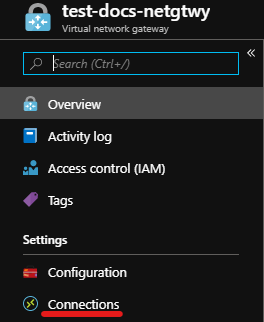 test-docs-netgtwy
Virtual network gateway
Search (Ctrl+/)
«
Overview
Activity log
Access control (IAM)
Tags
Settings
Configuration
Connections